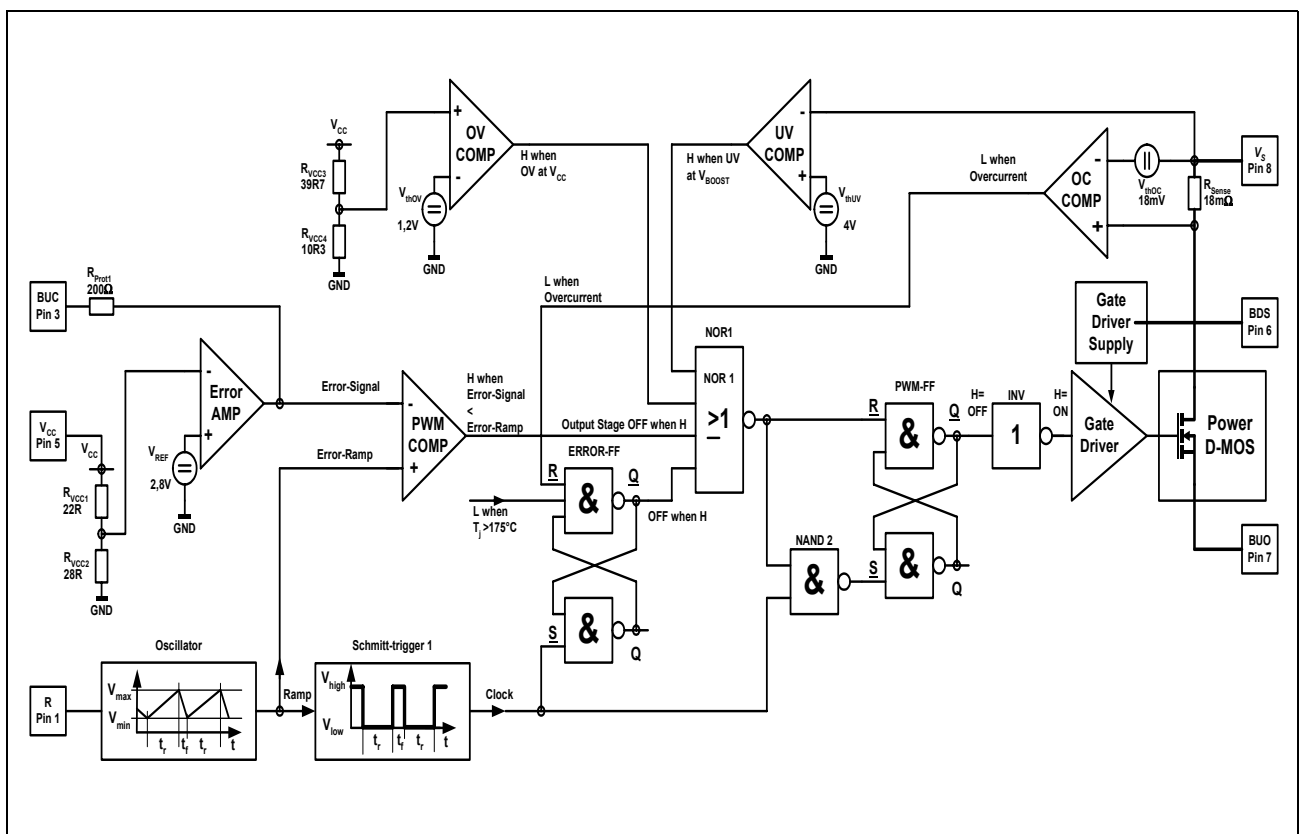 V_CC
R_VCC3
39R7
R_VCC4
10R3
GND
+
OV
COMP
-
V_thOV
1,2V
GND
H when
OV at V_CC
H when UV
at V_BOOST
-
UV
COMP
+
V_thUV
4V
GND
L when
Overcurrent
-
OC
COMP
+
V_thOC
18mV
R_Sense
18mΩ
V_S
Pin 8
BUC
Pin 3
R_Prot1
200Ω
L when
Overcurrent
Gate
Driver
Supply
BDS
Pin 6
-
Error
AMP
+
V_REF
2,8V
GND
V_CC
Pin 5
V_CC
R_VCC1
22R
R_VCC2
28R
GND
Error-Signal
Error-Ramp
-
PWM
COMP
+
H when
Error-Signal
<
Error-Ramp
Output Stage OFF when H
NOR1
NOR 1
>1
PWM-FF
R
&
Q
H=
OFF
INV
1
H=
ON
Gate
Driver
Power
D-MOS
BUO
Pin 7
ERROR-FF
R
&
Q
OFF when H
L when
T_j >175°C
S
&
Q
NAND 2
&
S
&
Q
R
Pin 1
Oscillator
V_max
V_min
t_r
t_f
t_r
t
Ramp
Schmitt-trigger 1
V_high
V_low
t_r
t_f
t_r
t
Clock